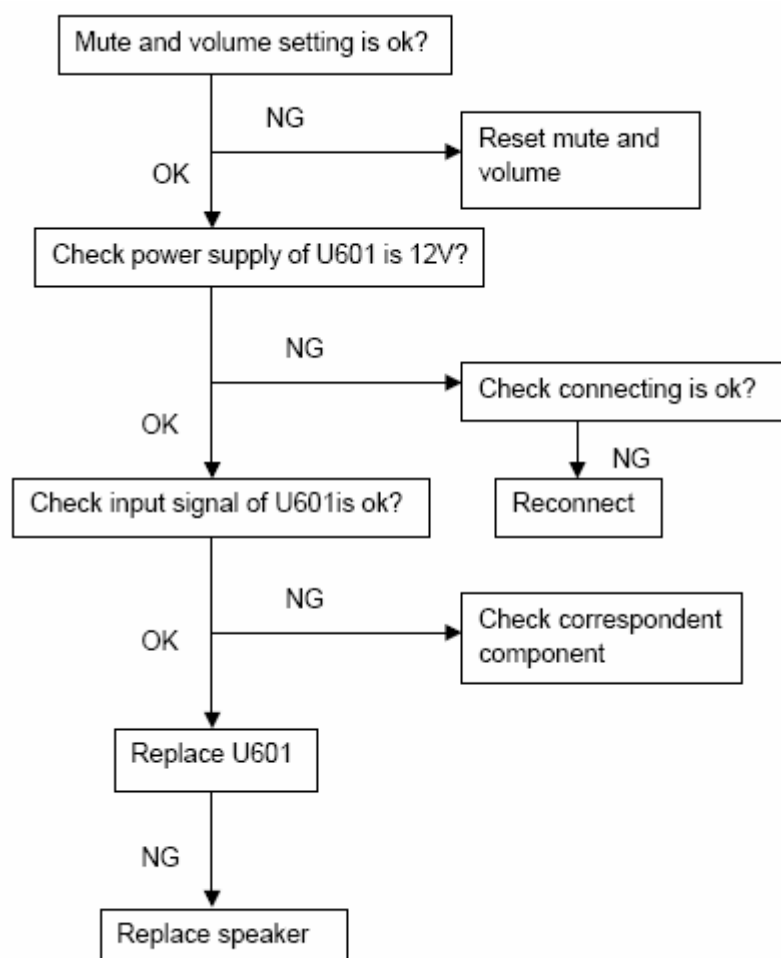 Mute and volume setting is ok?
NG
Reset mute and
volume
OK
Check power supply of U601 is 12V?
NG
Check connecting is ok?
OK
NG
Check input signal of U601is ok?
Reconnect
NG
Check correspondent
component
OK
Replace U601
NG
Replace speaker